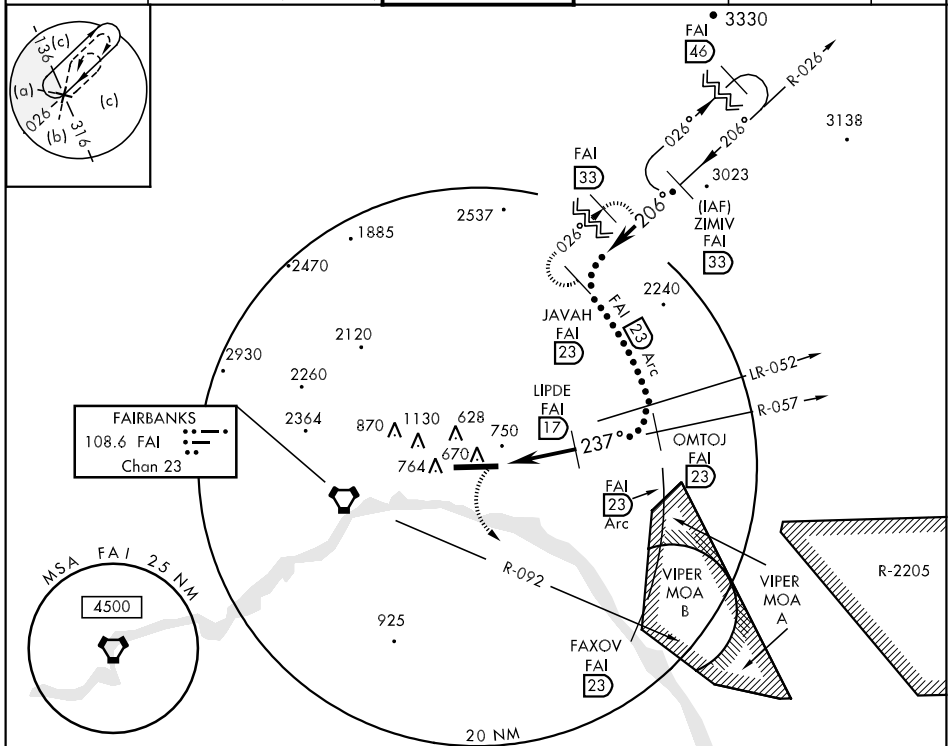 136
(c)
(a)
(c)
026
(b)
316
3330
FAI
46
R-026
026°
206°
3138
FAI
33
3023
206°
(IAF)
ZIMIV
FAI
33
2537
1885
026°
2470
2240
JAVAH
FAI
23
FAI
23
Arc
2120
2930
LR-052
2260
LIPDE
FAI
17
R-057
2364
FAIRBANKS
108.6 FAI
Chan 23
870
1130
628
750
237°
OMTOJ
FAI
23
764
670
FAI
23
Arc
R-092
VIPER
MOA
B
VIPER
MOA
A
R-2205
MSA FAI 25 NM
4500
925
FAXOV
FAI
23
20 NM